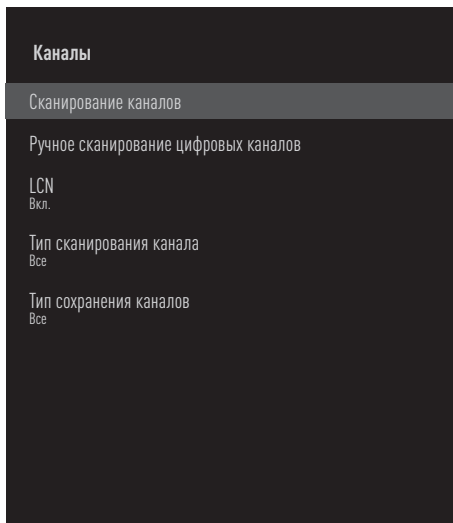 Каналы
Сканирование каналов
Ручное сканирование цифровых каналов
LCN
Вкл.
Тип сканирования канала
Все
Тип сохранения каналов
Все